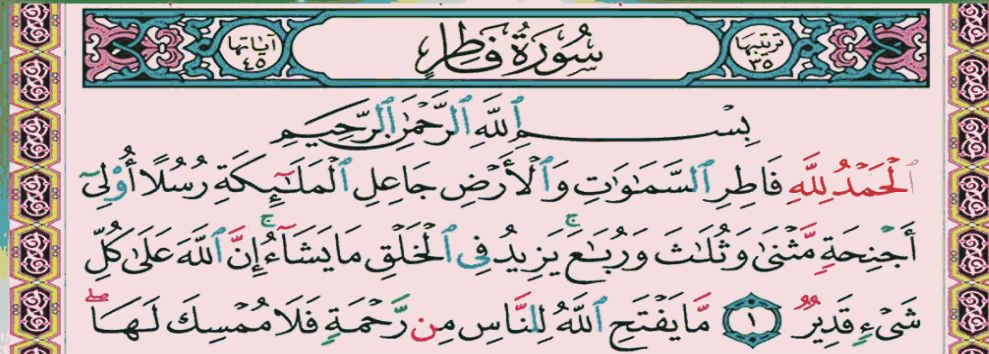 ترتيبها ٣٥ سُورَةُ فَاطِرٍ آياتها ٤٥
بِسْمِ ٱللَّهِ ٱلرَّحْمَٰنِ ٱلرَّحِيمِ
ٱلْحَمْدُ لِلَّهِ فَاطِرِ ٱلسَّمَٰوَٰتِ وَٱلْأَرْضِ جَاعِلِ ٱلْمَلَٰٓئِكَةِ رُسُلًا أُو۟لِىٓ
أَجْنِحَةٍ مَّثْنَىٰ وَثُلَٰثَ وَرُبَٰعَ ۚ يَزِيدُ فِى ٱلْخَلْقِ مَا يَشَآءُ ۚ إِنَّ ٱللَّهَ عَلَىٰ كُلِّ
شَىْءٍ قَدِيرٌ ١ مَّا يَفْتَحِ ٱللَّهُ لِلنَّاسِ مِن رَّحْمَةٍ فَلَا مُمْسِكَ لَهَا ۖ